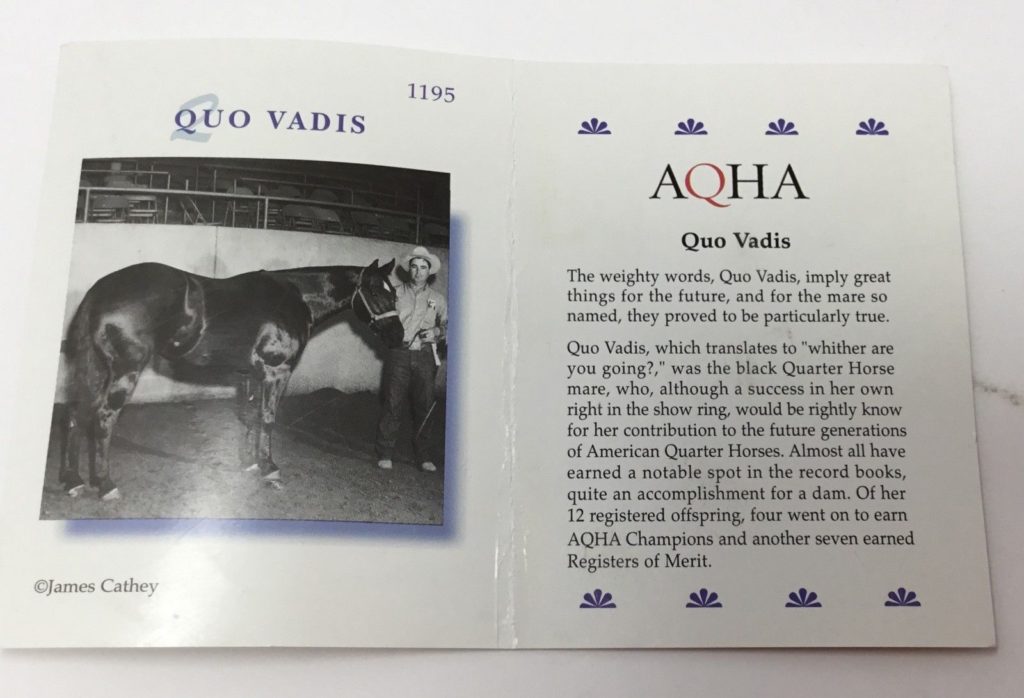 1195
QUO VADIS
©James Cathey
AQHA
Quo Vadis
The weighty words, Quo Vadis, imply great
things for the future, and for the mare so
named, they proved to be particularly true.
Quo Vadis, which translates to "whither are
you going?," was the black Quarter Horse
mare, who, although a success in her own
right in the show ring, would be rightly know
for her contribution to the future generations
of American Quarter Horses. Almost all have
earned a notable spot in the record books,
quite an accomplishment for a dam. Of her
12 registered offspring, four went on to earn
AQHA Champions and another seven earned
Registers of Merit.